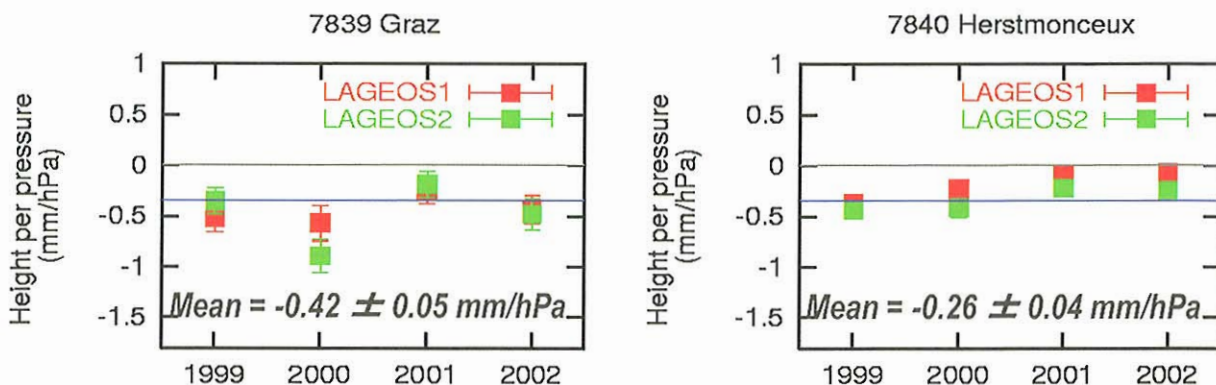 7839 Graz
Height per pressure
(mm/hPa)
1
0.5
0
-0.5
-1
-1.5
LAGEOS1
LAGEOS2
Mean = -0.42 ± 0.05 mm/hPa
1999 2000 2001 2002
7840 Herstmonceux
Height per pressure
(mm/hPa)
1
0.5
0
-0.5
-1
-1.5
LAGEOS1
LAGEOS2
Mean = -0.26 ± 0.04 mm/hPa
1999 2000 2001 2002